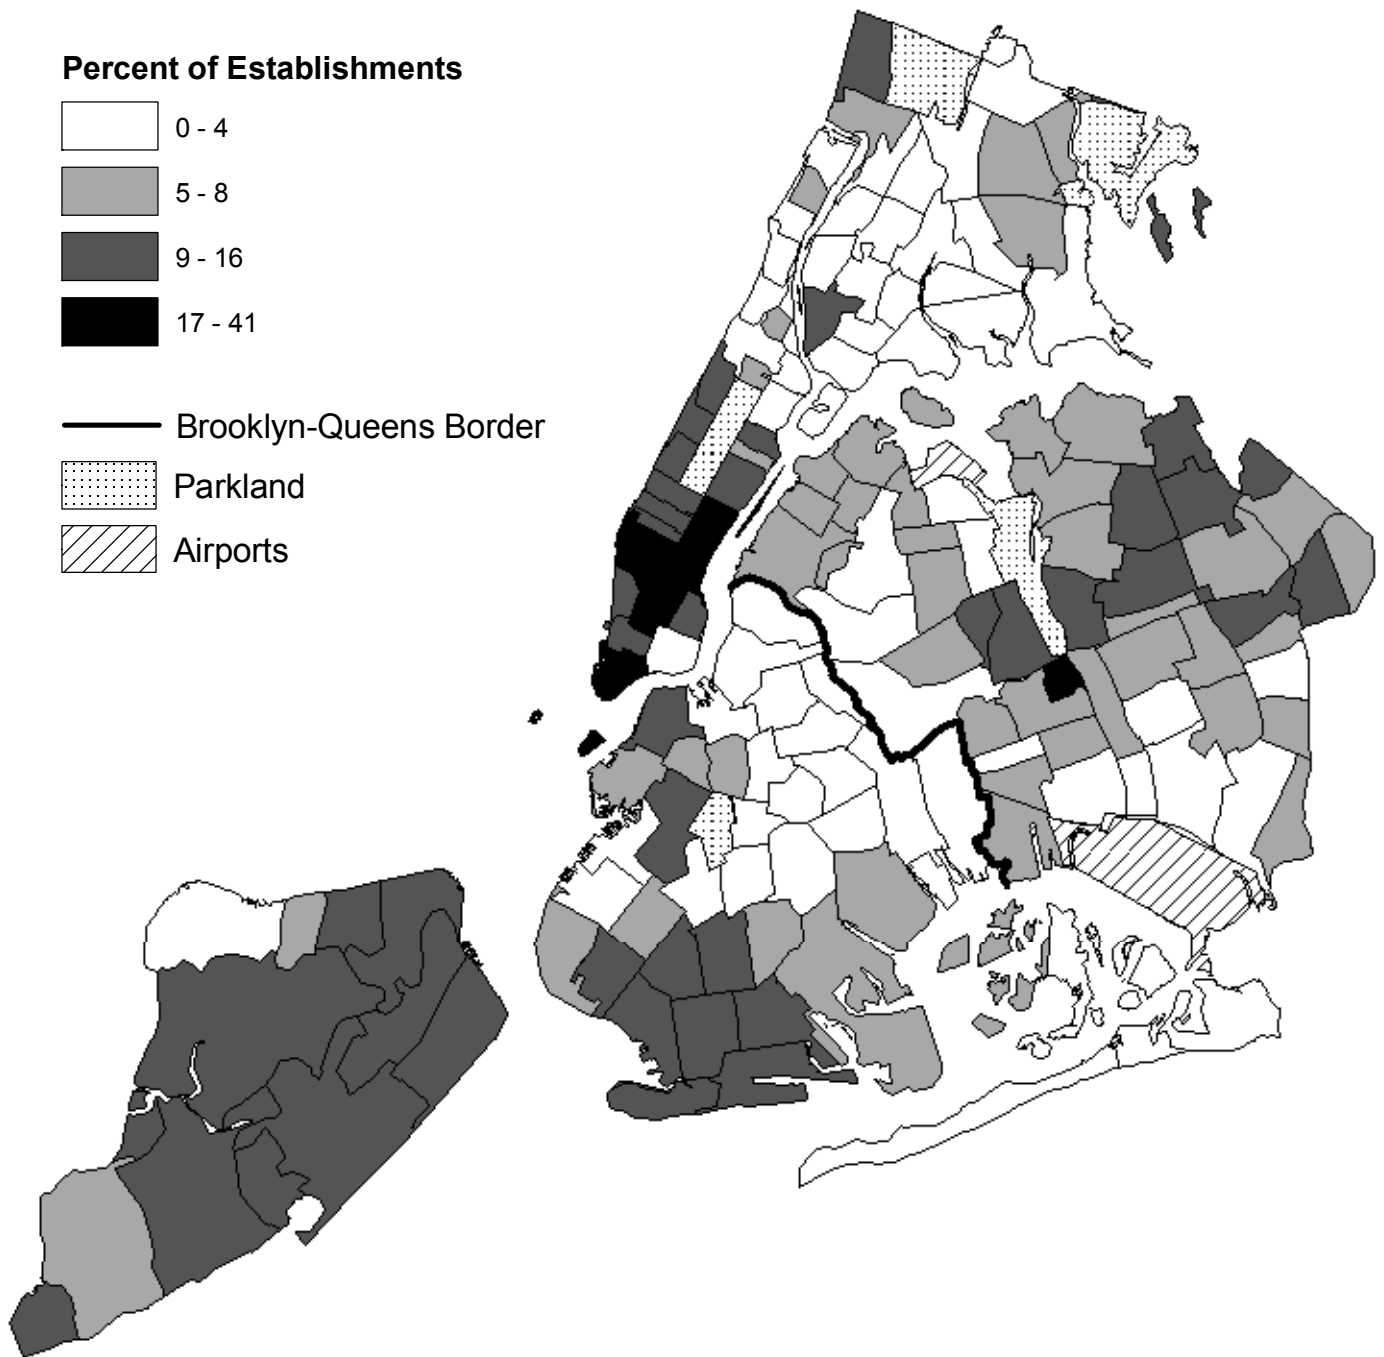 Percent of Establishments
0 - 4
5 - 8
9 - 16
17 - 41
Brooklyn-Queens Border
Parkland
Airports